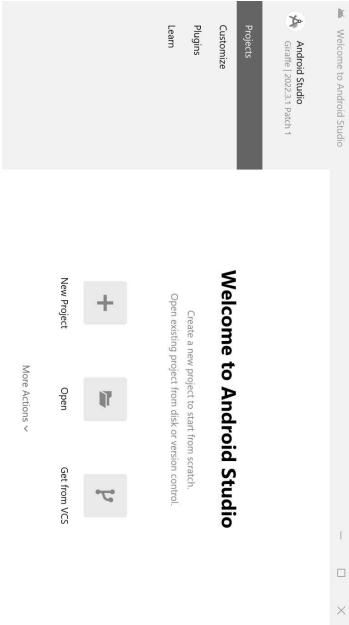 Welcome to Android Studio
Android Studio
Giraffe | 2022.3.1 Patch 1
Projects
Customize
Plugins
Learn
Welcome to Android Studio
Create a new project to start from scratch.
Open existing project from disk or version control.
New Project
Open
Get from VCS
More Actions